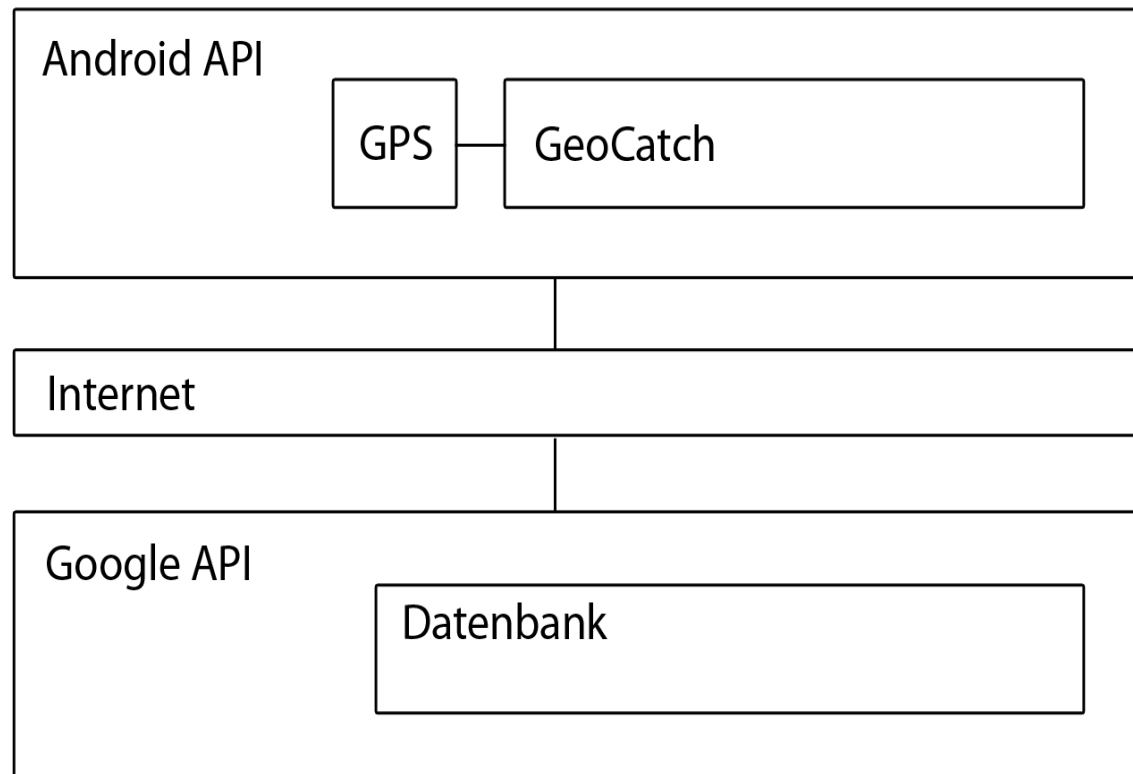 Android API
GPS
GeoCatch
Internet
Google API
Datenbank